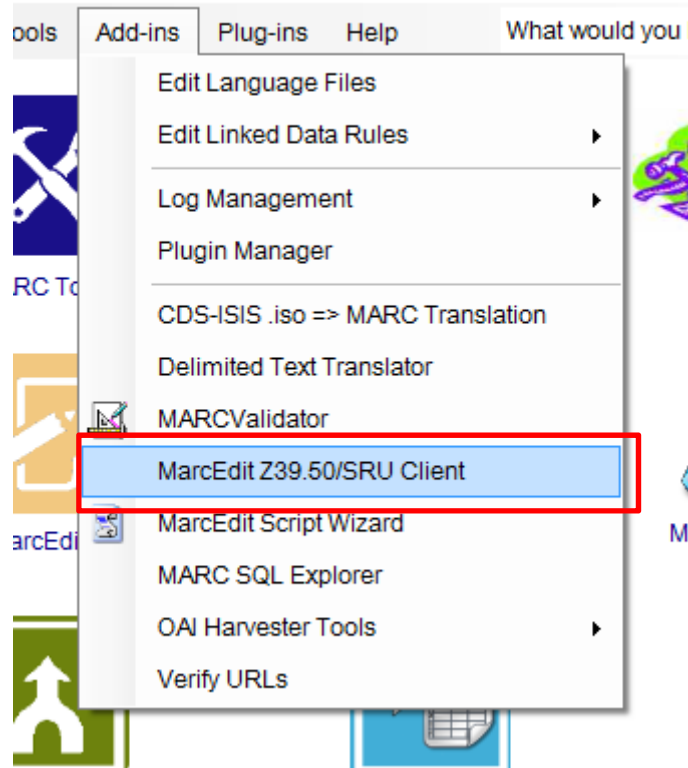 ools Add-ins Plug-ins Help What would you
Edit Language Files
Edit Linked Data Rules
Log Management
Plugin Manager
RC To
CDS-ISIS .iso => MARC Translation
Delimited Text Translator
MARCValidator
MarcEdit Z39.50/SRU Client
MarcEdit Script Wizard
arcEdi
M
MARC SQL Explorer
OAI Harvester Tools
Verify URLs